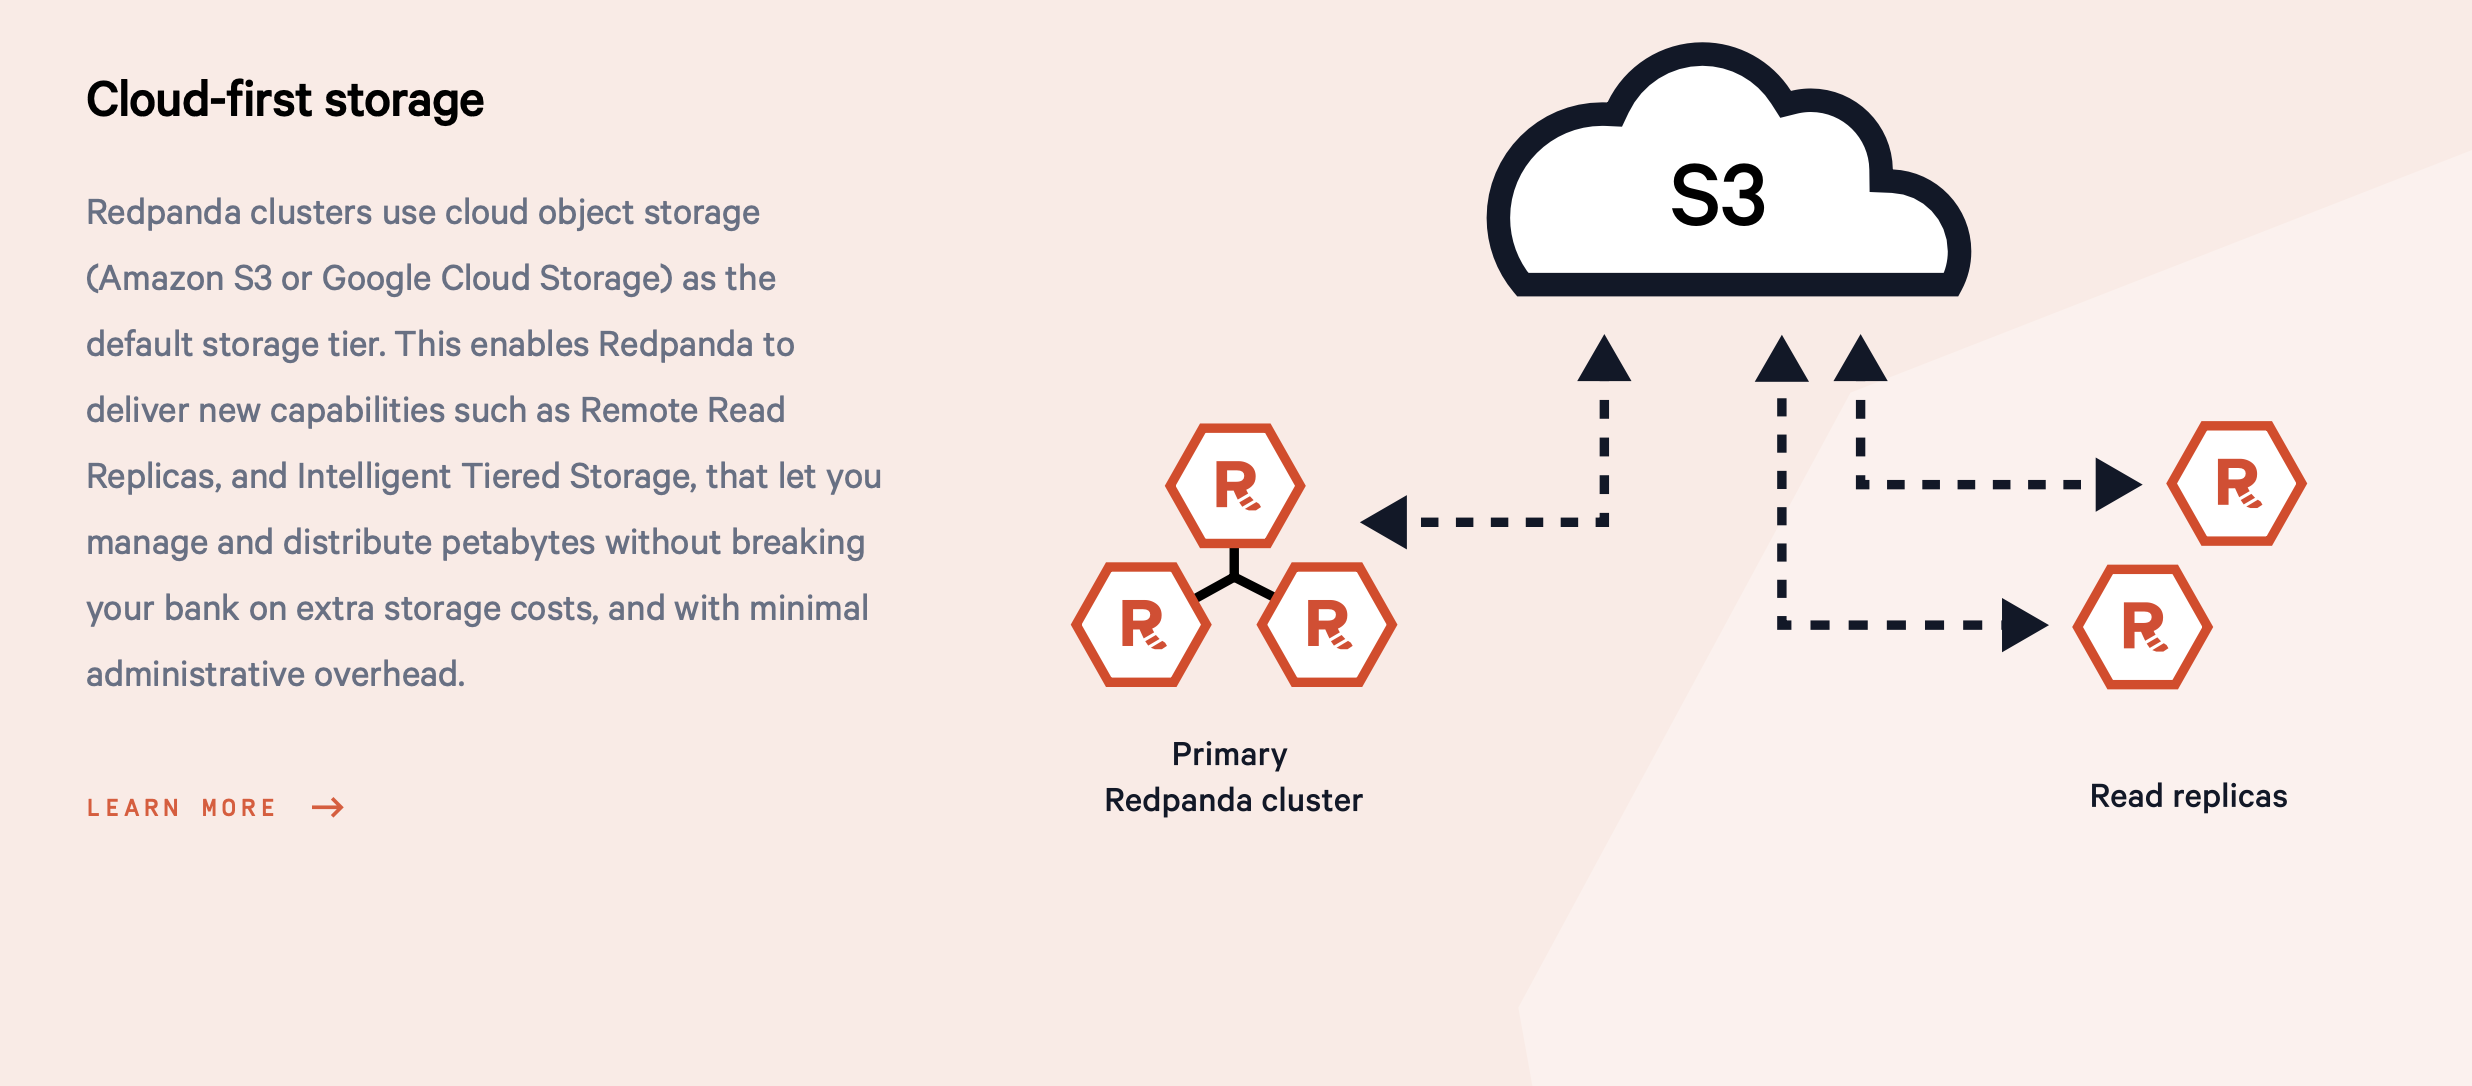 Cloud-first storage
Redpanda clusters use cloud object storage
(Amazon S3 or Google Cloud Storage) as the
default storage tier. This enables Redpanda to
deliver new capabilities such as Remote Read
Replicas, and Intelligent Tiered Storage, that let you
manage and distribute petabytes without breaking
your bank on extra storage costs, and with minimal
administrative overhead.
LEARN MORE
S3
R
R
R
Primary
Redpanda cluster
R
R
Read replicas